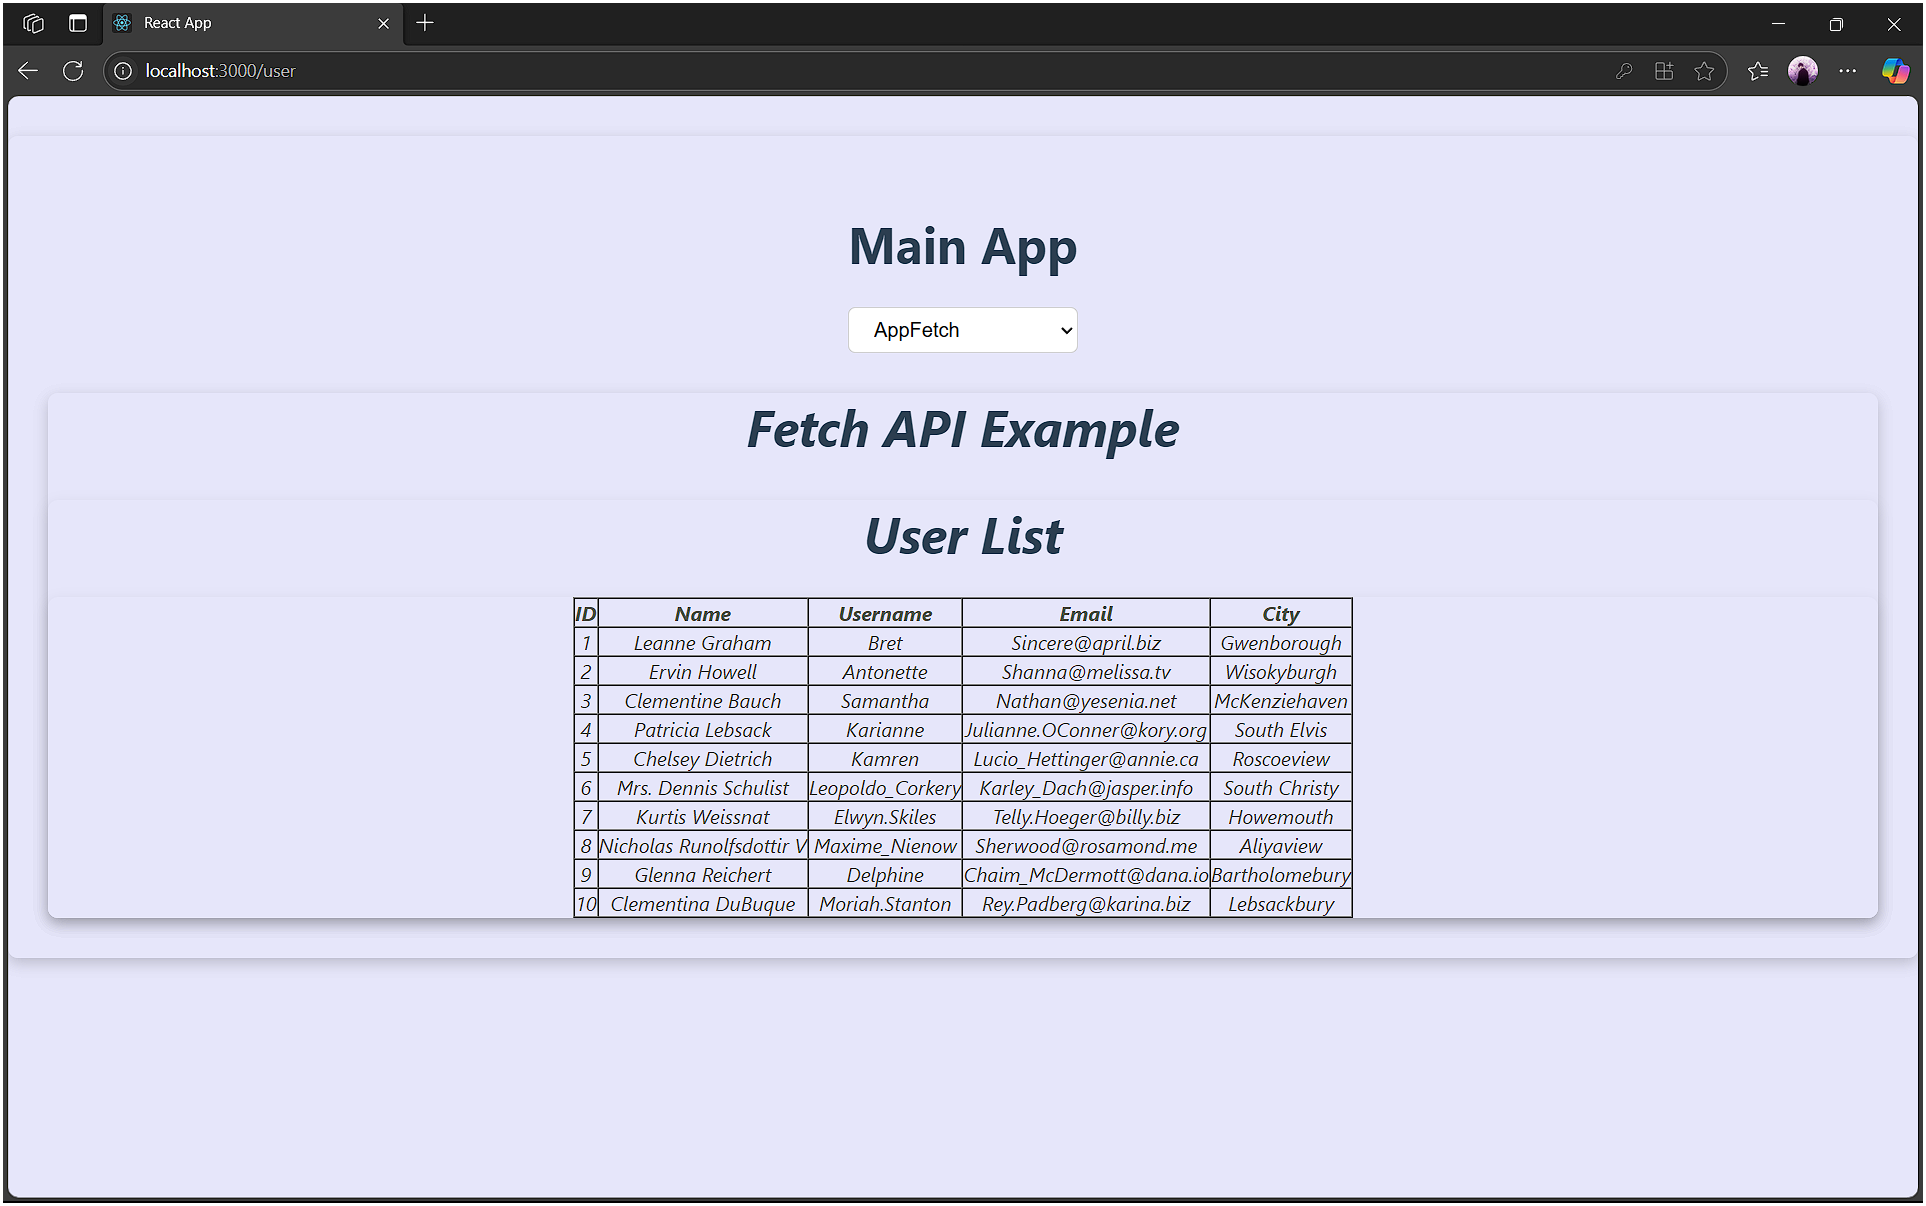 React App
localhost:3000/user
Main App
AppFetch
Fetch API Example
User List
ID Name Username Email City
1 Leanne Graham Bret Sincere@april.biz Gwenborough
2 Ervin Howell Antonette Shanna@melissa.tv Wisokyburgh
3 Clementine Bauch Samantha Nathan@yesenia.net McKenziehaven
4 Patricia Lebsack Karianne Julianne.OConner@kory.org South Elvis
5 Chelsey Dietrich Kamren Lucio_Hettinger@annie.ca Roscoeview
6 Mrs. Dennis Schulist Leopoldo_Corkery Karley_Dach@jasper.info South Christy
7 Kurtis Weissnat Elwyn.Skiles Telly.Hoeger@billy.biz Howemouth
8 Nicholas Runolfsdottir V Maxime_Nienow Sherwood@rosamond.me Aliyaview
9 Glenna Reichert Delphine Chaim_McDermott@dana.io Bartholomebury
10 Clementina DuBuque Moriah.Stanton Rey.Padberg@karina.biz Lebsackbury